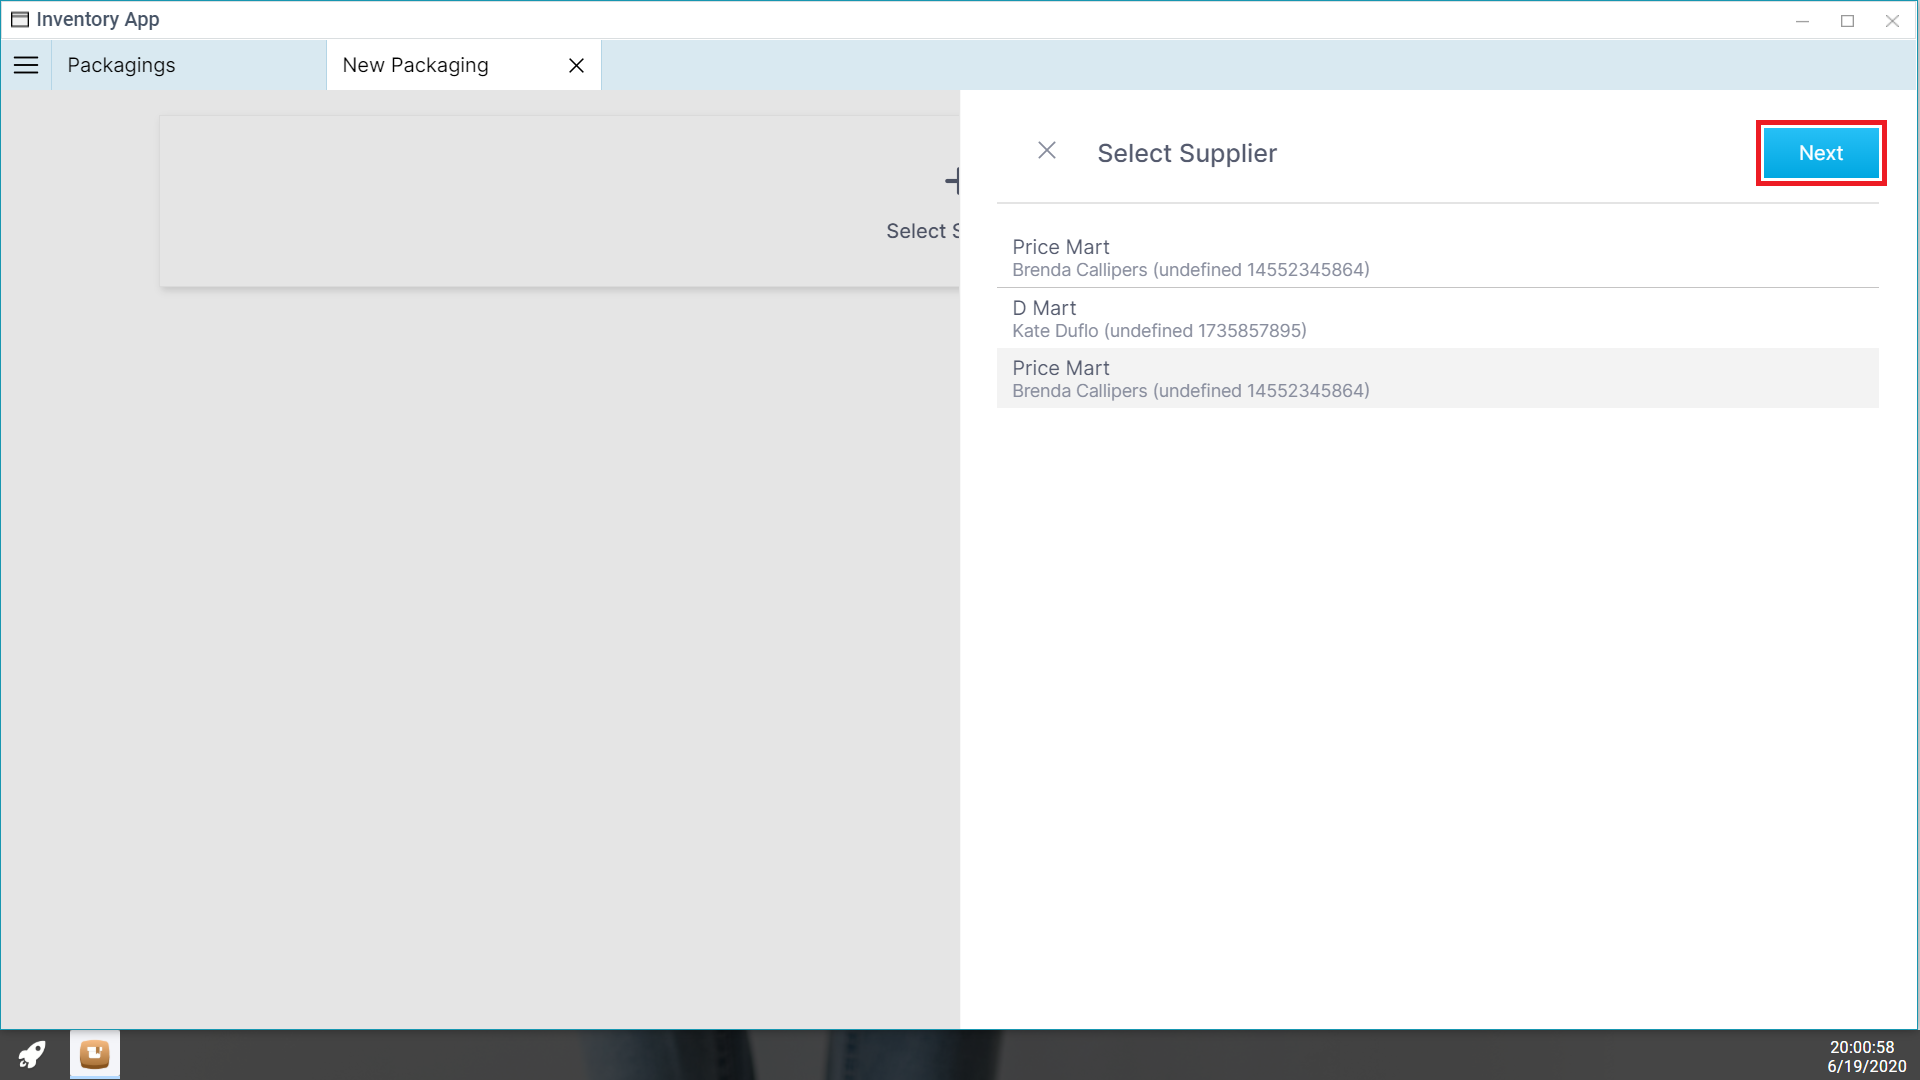 Inventory App
Packagings
New Packaging
Select Supplier
Next
Select
Price Mart
Brenda Callipers (undefined 14552345864)
D Mart
Kate Duflo (undefined 1735857895)
Price Mart
Brenda Callipers (undefined 14552345864)
20:00:58
6/19/2020